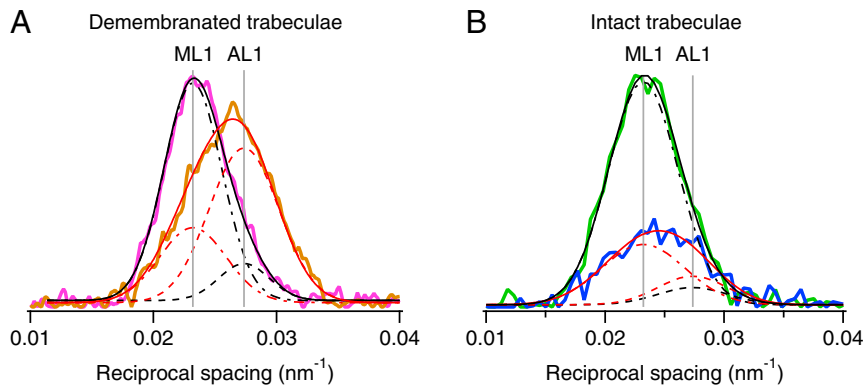 A
Demembranated trabeculae
ML1 AL1
0.01 0.02 0.03 0.04
Reciprocal spacing (nm⁻¹)
B
Intact trabeculae
ML1 AL1
0.01 0.02 0.03 0.04
Reciprocal spacing (nm⁻¹)